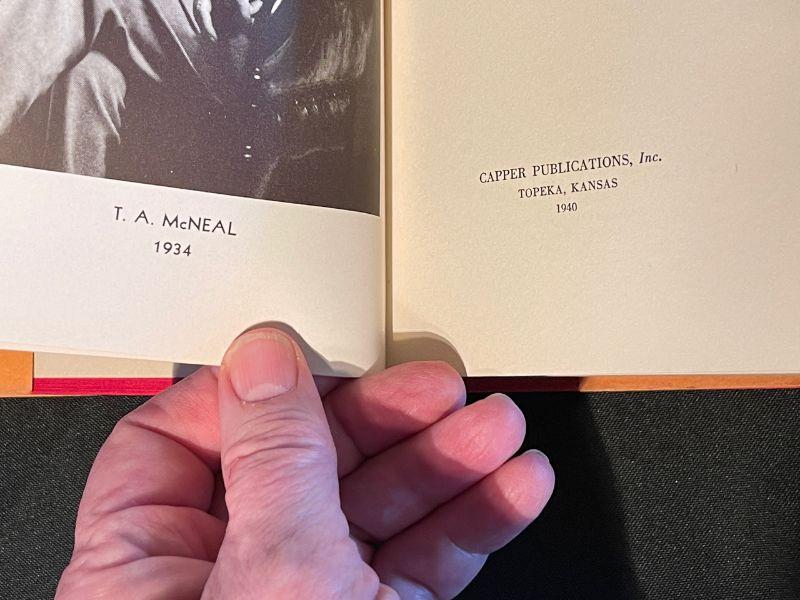 T. A. McNEAL
1934
CAPPER PUBLICATIONS, Inc.
TOPEKA, KANSAS
1940